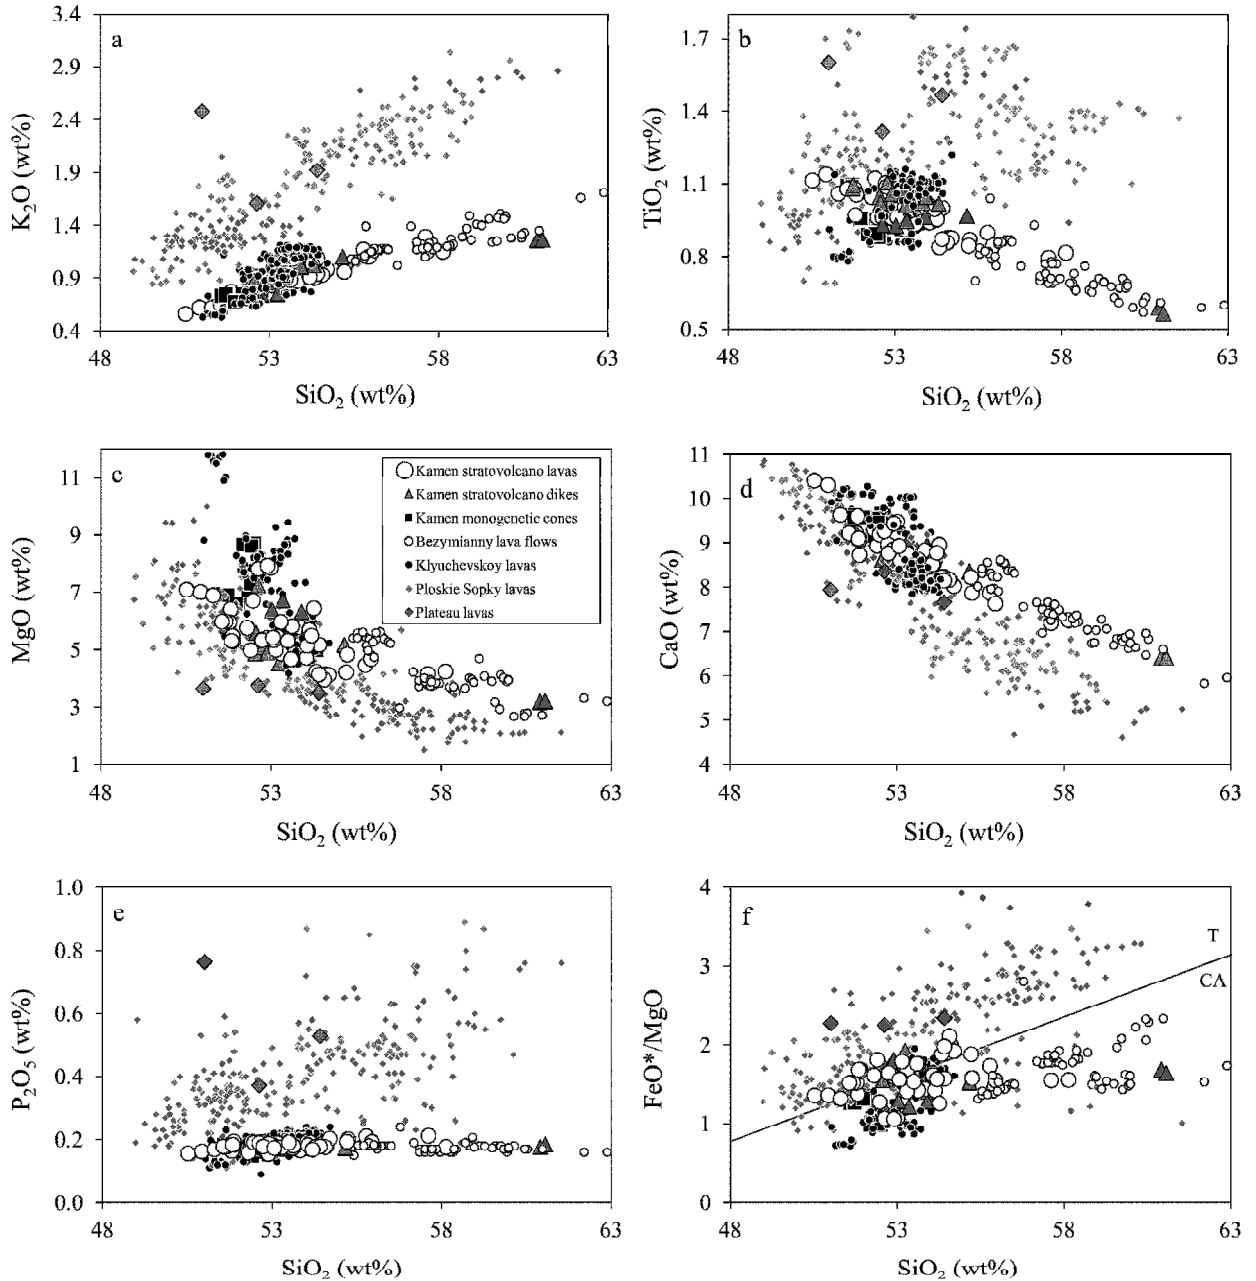 a
K₂O (wt%)
3.4
2.9
2.4
1.9
1.4
0.9
0.4
48
53
58
63
SiO₂ (wt%)
b
TiO₂ (wt%)
1.7
1.4
1.1
0.8
0.5
48
53
58
63
SiO₂ (wt%)
c
MgO (wt%)
11
9
7
5
3
1
48
53
58
63
SiO₂ (wt%)
Kamen stratovolcano lavas
Kamen stratovolcano dikes
Kamen monogenetic cones
Bezymianny lava flows
Klyuchevskoy lavas
Ploskie Sopky lavas
Plateau lavas
d
CaO (wt%)
11
10
9
8
7
6
5
4
48
53
58
63
SiO₂ (wt%)
e
P₂O₅ (wt%)
1.0
0.8
0.6
0.4
0.2
0.0
48
53
58
63
SiO₂ (wt%)
f
FeO*/MgO
4
3
2
1
0
T
CA
48
53
58
63
SiO₂ (wt%)